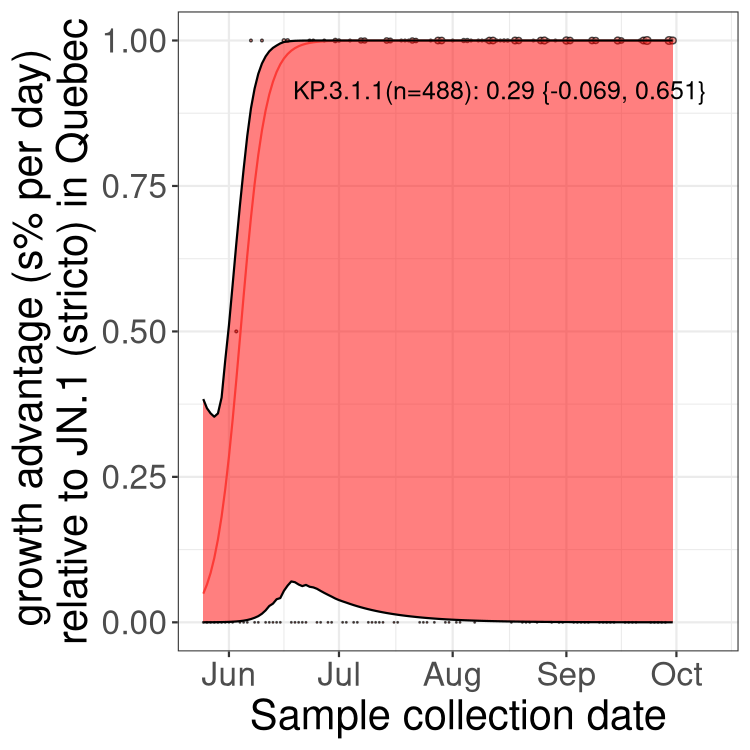 growth advantage (s% per day)
relative to JN.1 (stricto) in Quebec
1.00
0.75
0.50
0.25
0.00
KP.3.1.1(n=488): 0.29 {-0.069, 0.651}
Jun Jul Aug Sep Oct
Sample collection date